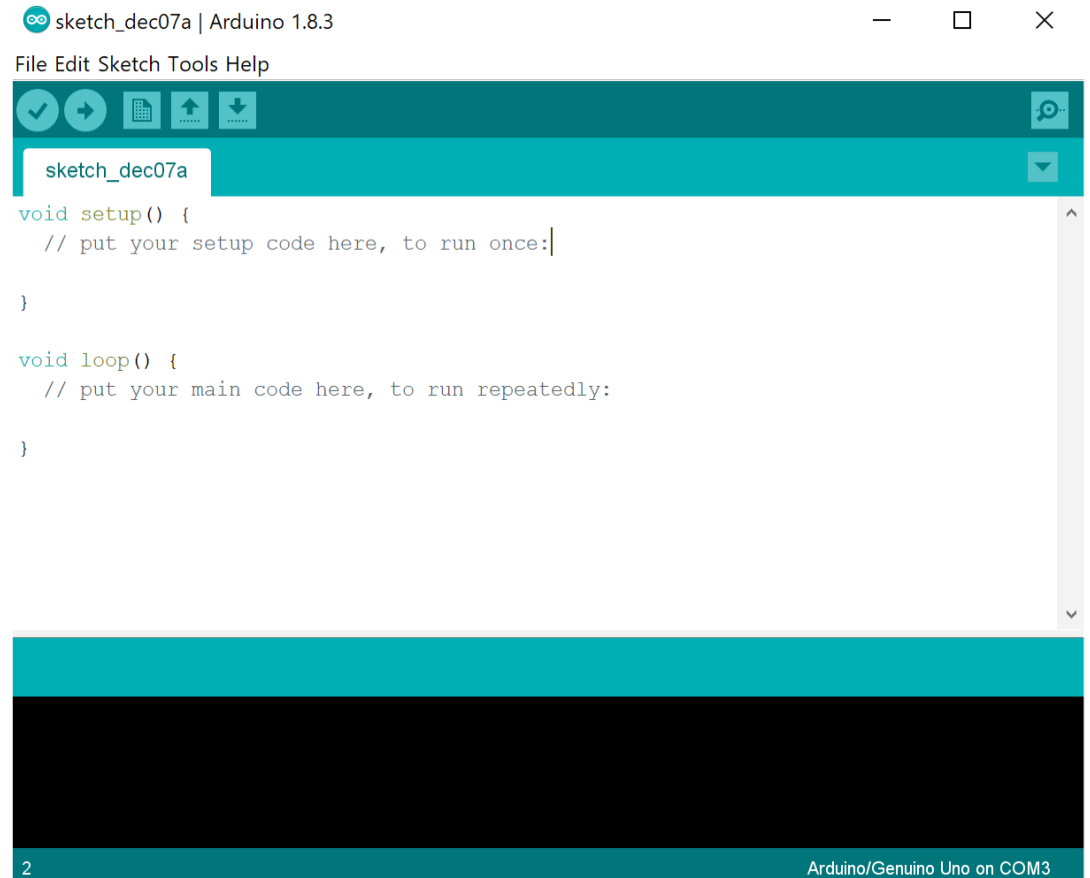 sketch_dec07a | Arduino 1.8.3
File Edit Sketch Tools Help
sketch_dec07a
void setup() {
  // put your setup code here, to run once:
}
void loop() {
  // put your main code here, to run repeatedly:
}
2 Arduino/Genuino Uno on COM3